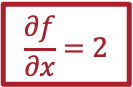 ∂f/∂x = 2